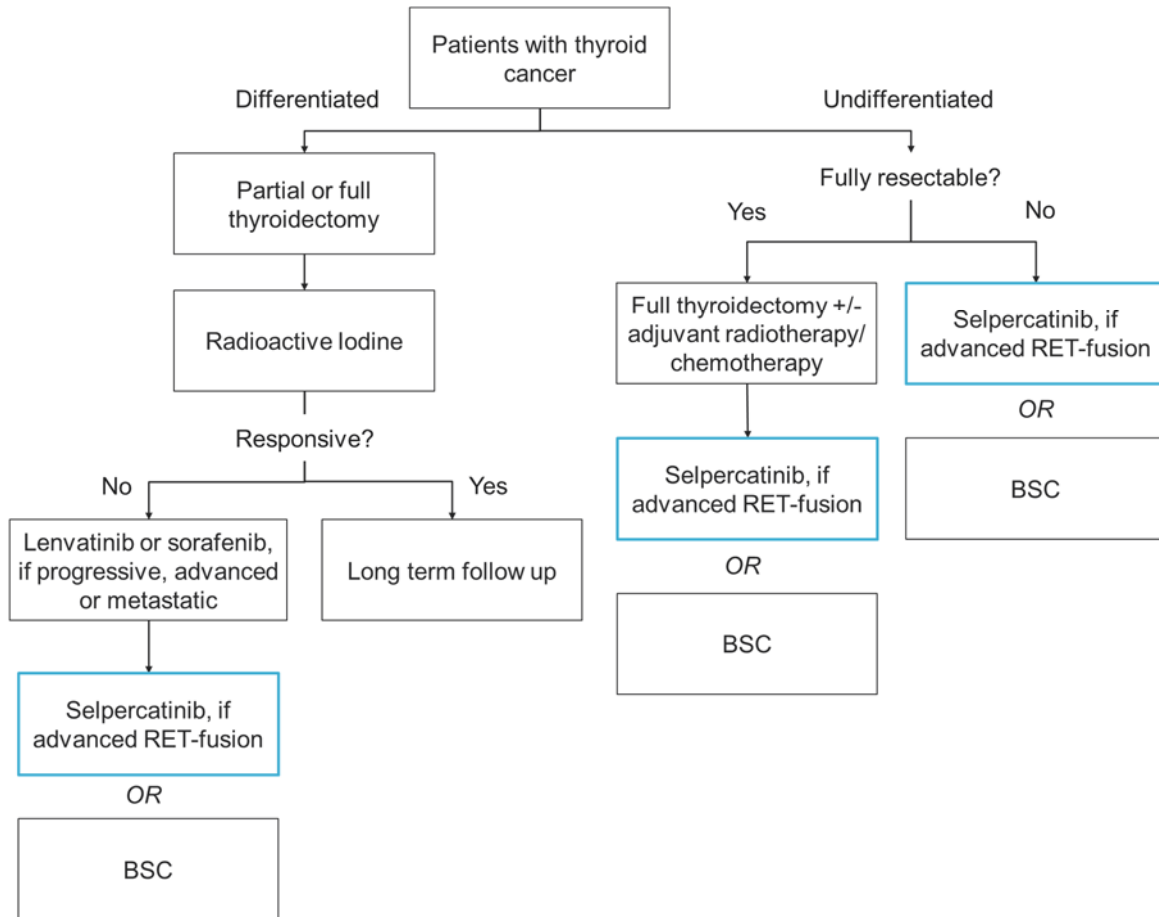 Patients with thyroid
cancer
Differentiated
Undifferentiated
Partial or full
thyroidectomy
Fully resectable?
Yes
No
Radioactive Iodine
Full thyroidectomy +/-
adjuvant radiotherapy/
chemotherapy
Selpercatinib, if
advanced RET-fusion
OR
BSC
Responsive?
No
Yes
Selpercatinib, if
advanced RET-fusion
OR
BSC
Lenvatinib or sorafenib,
if progressive, advanced
or metastatic
Long term follow up
Selpercatinib, if
advanced RET-fusion
OR
BSC